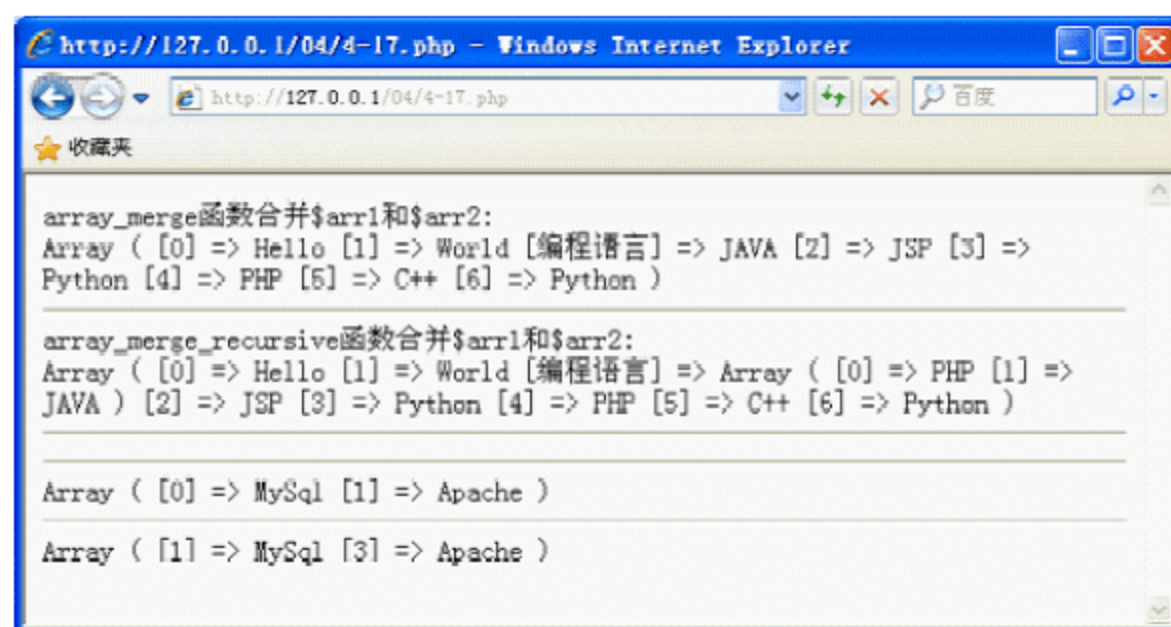 http://127.0.0.1/04/4-17.php - Windows Internet Explorer
http://127.0.0.1/04/4-17.php
百度
收藏夹
array_merge函数合并$arr1和$arr2:
Array ( [0] => Hello [1] => World [编程语言] => JAVA [2] => JSP [3] =>
Python [4] => PHP [5] => C++ [6] => Python )
array_merge_recursive函数合并$arr1和$arr2:
Array ( [0] => Hello [1] => World [编程语言] => Array ( [0] => PHP [1] =>
JAVA ) [2] => JSP [3] => Python [4] => PHP [5] => C++ [6] => Python )
Array ( [0] => MySql [1] => Apache )
Array ( [1] => MySql [3] => Apache )